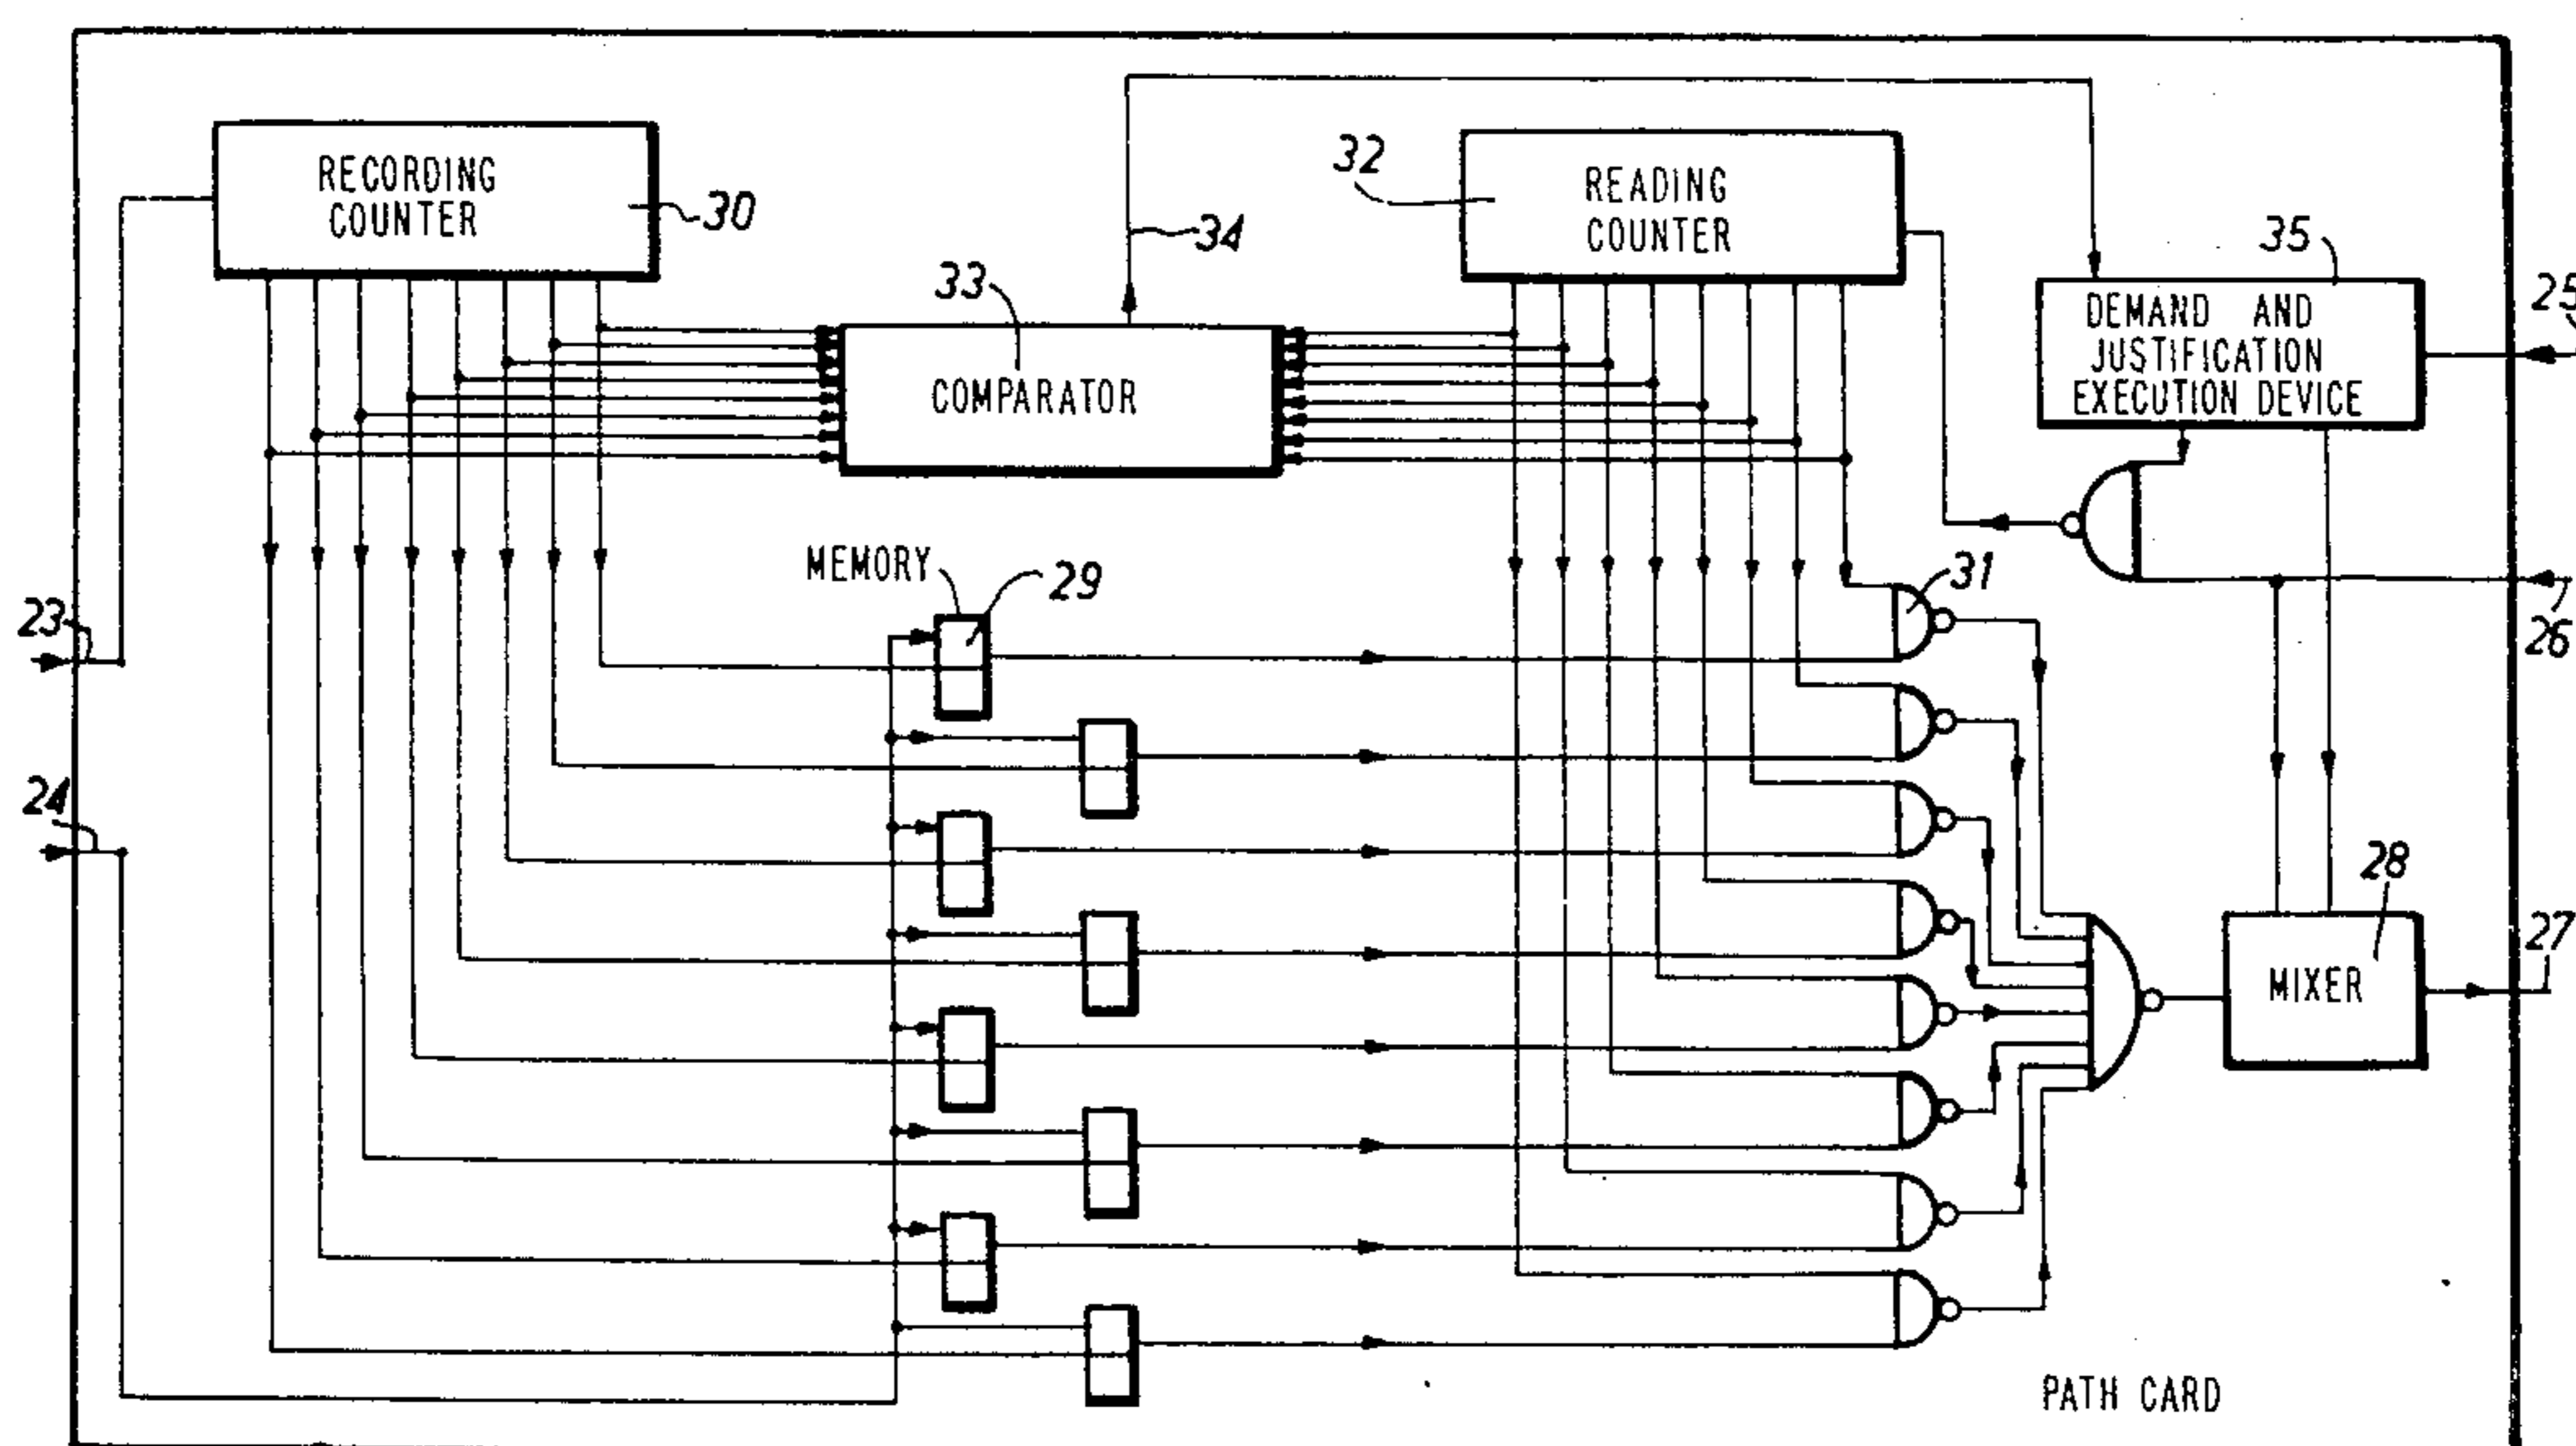 RECORDING
COUNTER
30
32
READING
COUNTER
34
33
COMPARATOR
35
DEMAND AND
JUSTIFICATION
EXECUTION DEVICE
25
MEMORY
29
31
23
26
24
28
MIXER
27
PATH CARD